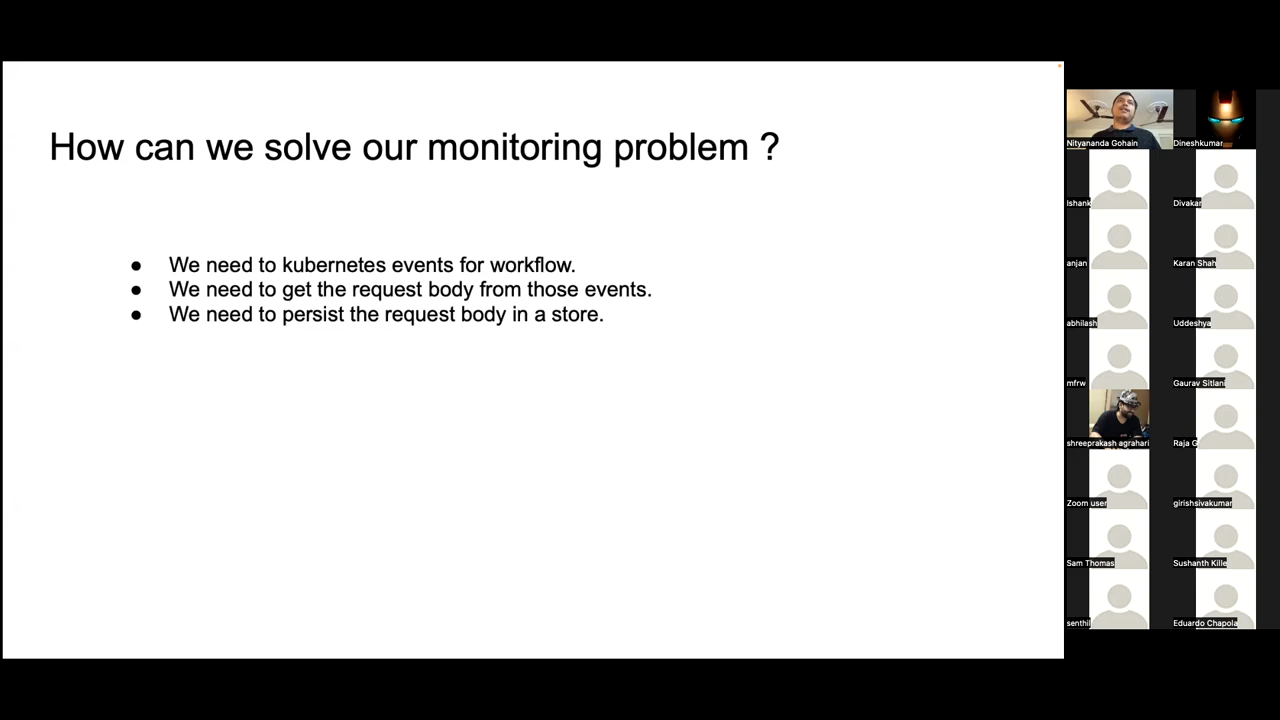 How can we solve our monitoring problem ?
● We need to kubernetes events for workflow.
● We need to get the request body from those events.
● We need to persist the request body in a store.
Nityananda Gohain
Dineshkumar
Ishank
Divakar
anjan
Karan Shah
abhilash
Uddeshya
mfrw
Gaurav Sitlani
shreeprakash agrahari
Raja G
Zoom user
girishsivakumar
Sam Thomas
Sushanth Kille
senthil
Eduardo Chapola